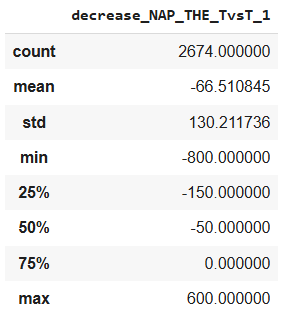 decrease_NAP_THE_TvsT_1
count 2674.000000
mean -66.510845
std 130.211736
min -800.000000
25% -150.000000
50% -50.000000
75% 0.000000
max 600.000000